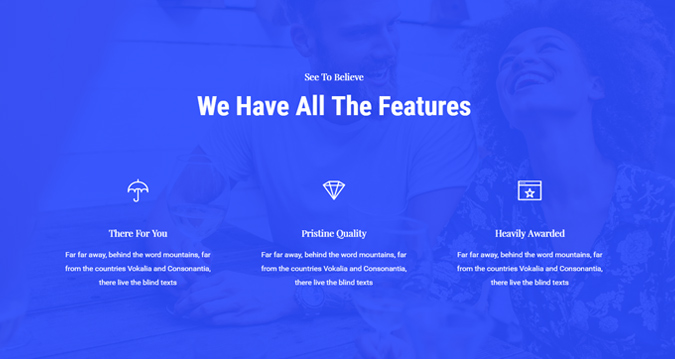 See To Believe
We Have All The Features
There For You
Pristine Quality
Heavily Awarded
Far far away, behind the word mountains, far
from the countries Vokalia and Consonantia,
there live the blind texts
Far far away, behind the word mountains, far
from the countries Vokalia and Consonantia,
there live the blind texts
Far far away, behind the word mountains, far
from the countries Vokalia and Consonantia,
there live the blind texts